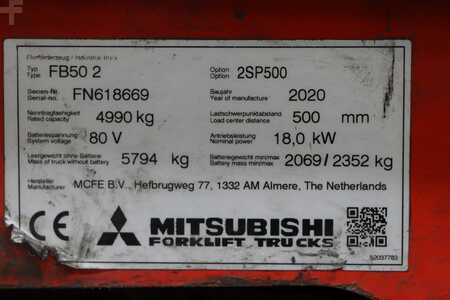 Flurförderzeug / Industrial truck
Typ Type FB50 2 Option Option 2SP500
Serien-Nr. Serial-no. FN618669 Baujahr Year of manufacture 2020
Nenntragfähigkeit Rated capacity 4990 kg Lastschwerpunktabstand Load center distance 500 mm
Batteriespannung System voltage 80 V Antriebsleistung Nominal power 18,0 kW
Leergewicht ohne Batterie Mass of truck without battery 5794 kg Batteriegewicht min/max Battery mass min/max 2069/2352 kg
Hersteller Manufacturer MCFE B.V., Hefbrugweg 77, 1332 AM Almere, The Netherlands
CE MITSUBISHI
FORKLIFT TRUCKS
52037783